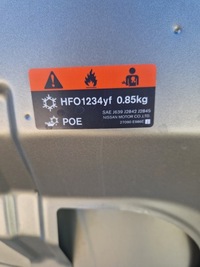 HFO1234yf 0.85kg
SAE J639 J2842 J2845
NISSAN MOTOR CO.,LTD.
POE